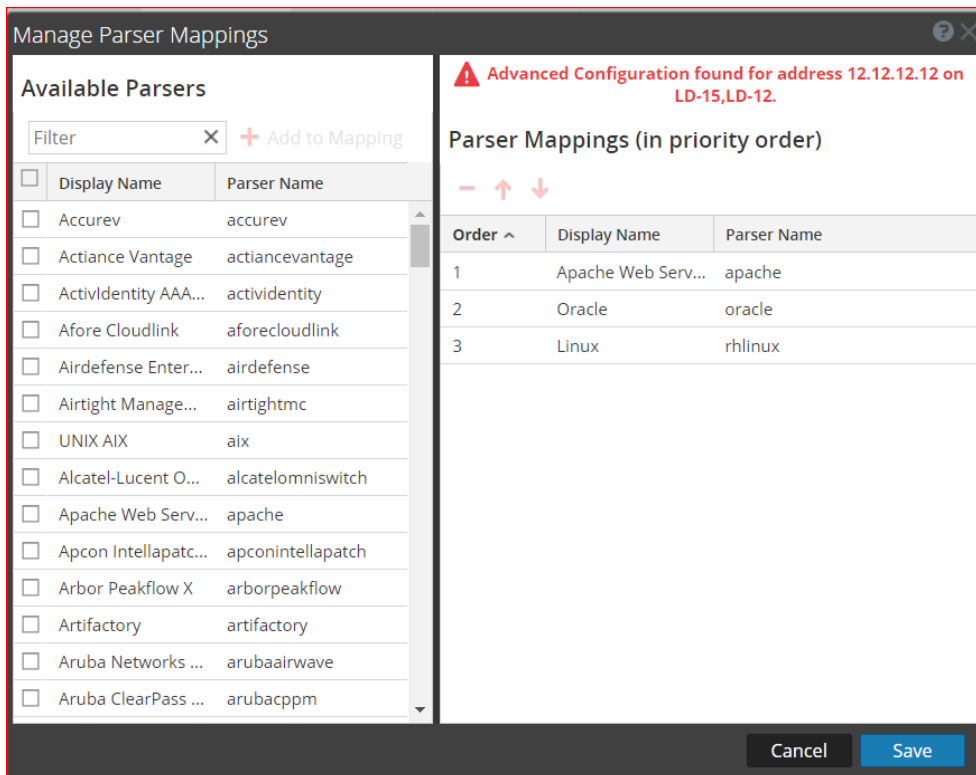 Manage Parser Mappings
Available Parsers
Filter
Add to Mapping
Display Name Parser Name
Accurev accurev
Actiance Vantage actiancevantage
ActivIdentity AAA... actividentity
Afore Cloudlink aforecloudlink
Airdefense Enter... airdefense
Airtight Manage... airtightmc
UNIX AIX aix
Alcatel-Lucent O... alcatelomniswitch
Apache Web Serv... apache
Apcon Intellapatc... apconintellapatch
Arbor Peakflow X arborpeakflow
Artifactory artifactory
Aruba Networks ... arubaairwave
Aruba ClearPass ... arubacppm
Advanced Configuration found for address 12.12.12.12 on
LD-15,LD-12.
Parser Mappings (in priority order)
Order Display Name Parser Name
1 Apache Web Serv... apache
2 Oracle oracle
3 Linux rhlinux
Cancel Save